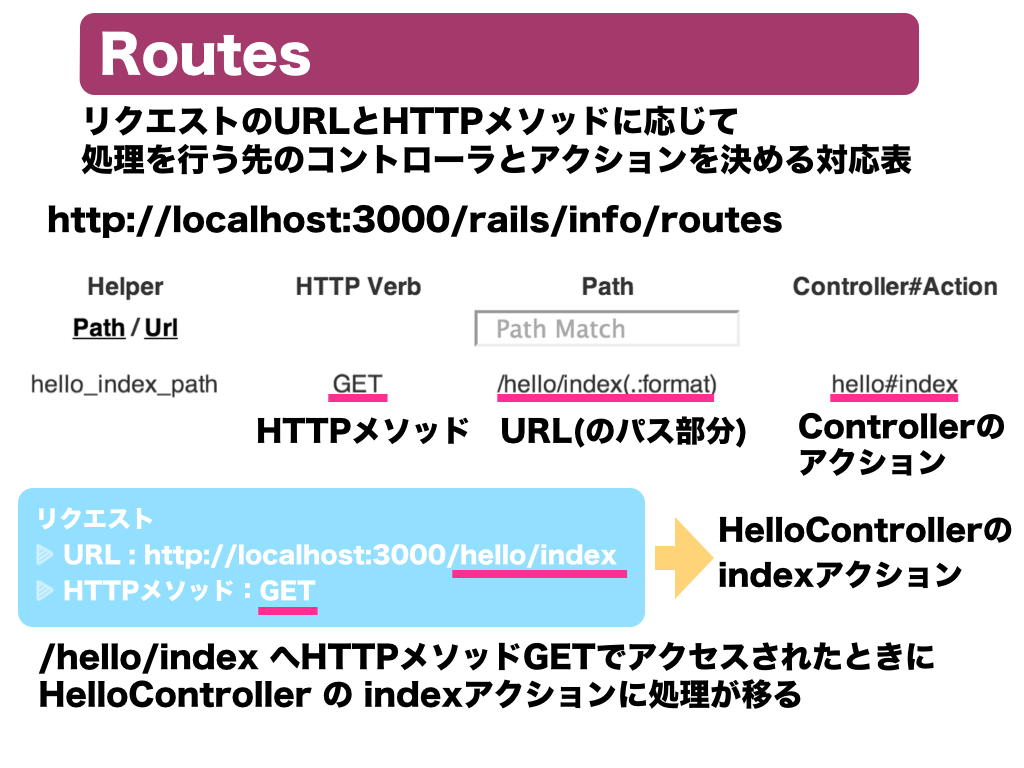 Routes
リクエストのURLとHTTPメソッドに応じて
処理を行う先のコントローラとアクションを決める対応表
http://localhost:3000/rails/info/routes
Helper HTTP Verb Path Controller#Action
Path / Url Path Match
hello_index_path GET /hello/index(.:format) hello#index
HTTPメソッド URL(のパス部分) Controllerの
アクション
リクエスト
URL : http://localhost:3000/hello/index
HTTPメソッド：GET
HelloControllerの
indexアクション
/hello/index へHTTPメソッドGETでアクセスされたときに
HelloController の indexアクションに処理が移る